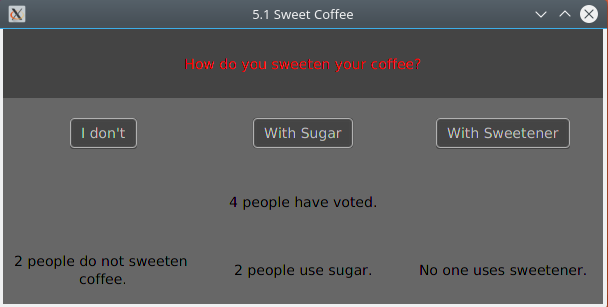 5.1 Sweet Coffee
How do you sweeten your coffee?
I don't
With Sugar
With Sweetener
4 people have voted.
2 people do not sweeten
coffee.
2 people use sugar.
No one uses sweetener.